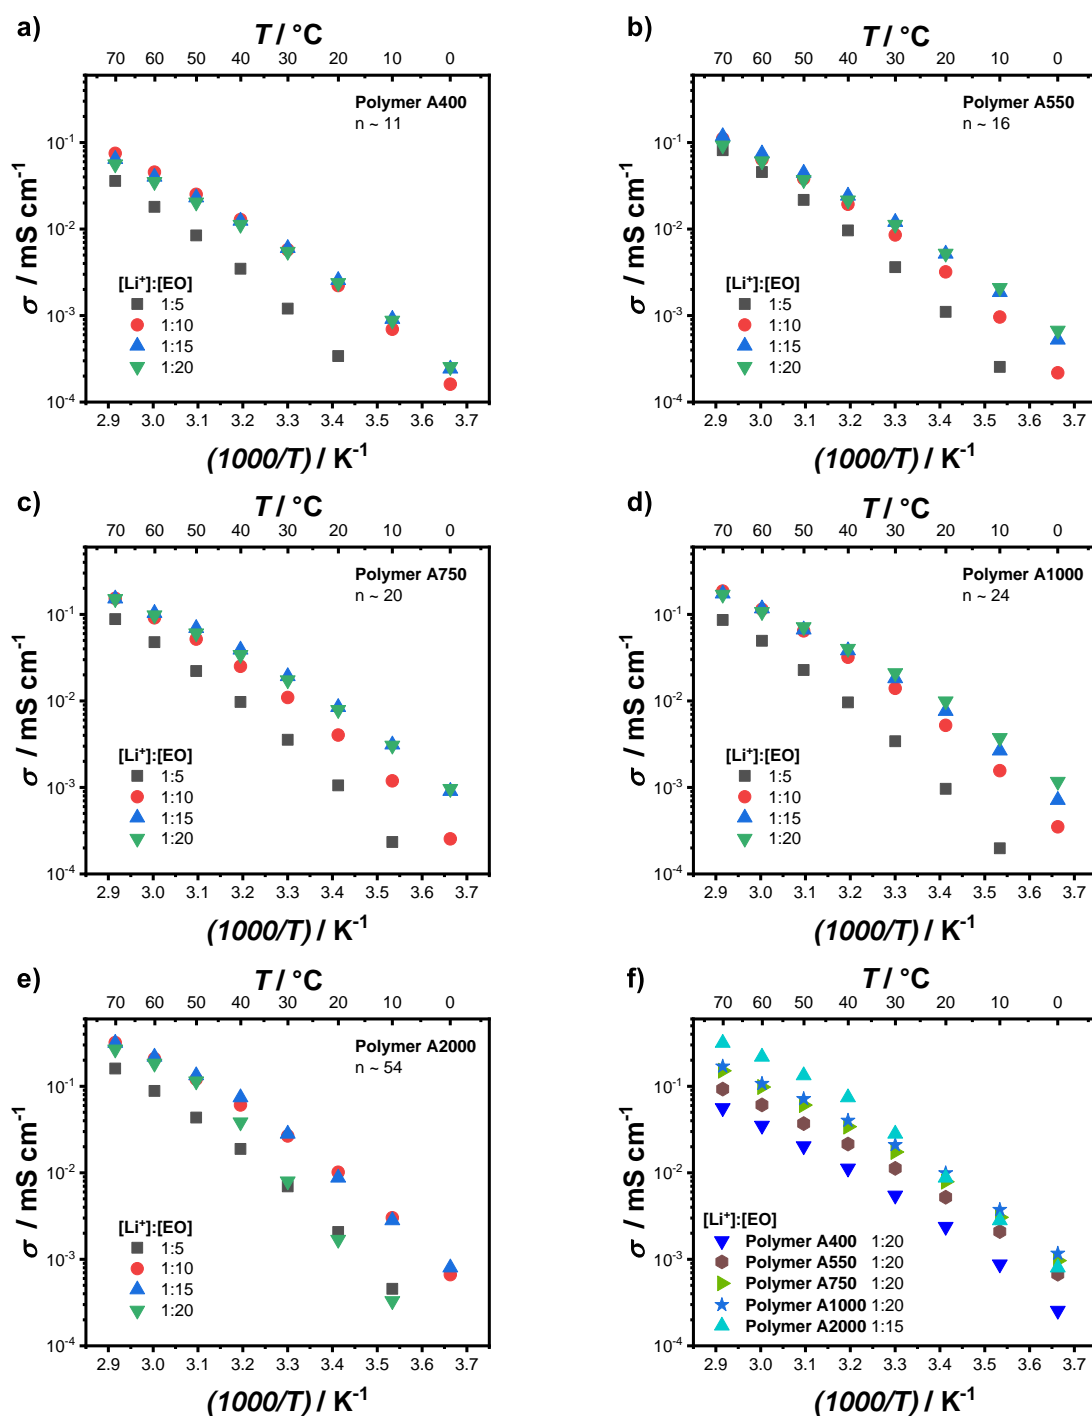 a)
T / °C
70 60 50 40 30 20 10 0
Polymer A400
n ~ 11
10-1
10-2
10-3
10-4
σ / mS cm-1
[Li+]:[EO]
1:5
1:10
1:15
1:20
2.9 3.0 3.1 3.2 3.3 3.4 3.5 3.6 3.7
(1000/T) / K-1
b)
T / °C
70 60 50 40 30 20 10 0
Polymer A550
n ~ 16
10-1
10-2
10-3
10-4
σ / mS cm-1
[Li+]:[EO]
1:5
1:10
1:15
1:20
2.9 3.0 3.1 3.2 3.3 3.4 3.5 3.6 3.7
(1000/T) / K-1
c)
T / °C
70 60 50 40 30 20 10 0
Polymer A750
n ~ 20
10-1
10-2
10-3
10-4
σ / mS cm-1
[Li+]:[EO]
1:5
1:10
1:15
1:20
2.9 3.0 3.1 3.2 3.3 3.4 3.5 3.6 3.7
(1000/T) / K-1
d)
T / °C
70 60 50 40 30 20 10 0
Polymer A1000
n ~ 24
10-1
10-2
10-3
10-4
σ / mS cm-1
[Li+]:[EO]
1:5
1:10
1:15
1:20
2.9 3.0 3.1 3.2 3.3 3.4 3.5 3.6 3.7
(1000/T) / K-1
e)
T / °C
70 60 50 40 30 20 10 0
Polymer A2000
n ~ 54
10-1
10-2
10-3
10-4
σ / mS cm-1
[Li+]:[EO]
1:5
1:10
1:15
1:20
2.9 3.0 3.1 3.2 3.3 3.4 3.5 3.6 3.7
(1000/T) / K-1
f)
T / °C
70 60 50 40 30 20 10 0
10-1
10-2
10-3
10-4
σ / mS cm-1
[Li+]:[EO]
Polymer A400 1:20
Polymer A550 1:20
Polymer A750 1:20
Polymer A1000 1:20
Polymer A2000 1:15
2.9 3.0 3.1 3.2 3.3 3.4 3.5 3.6 3.7
(1000/T) / K-1